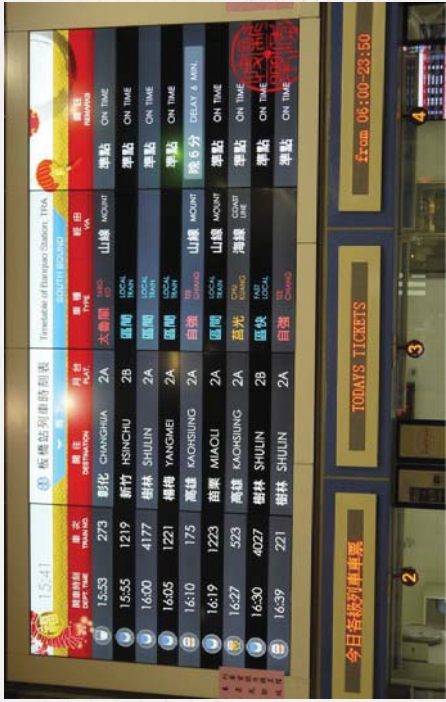 15:41 板橋站列車時刻表 Timetable of Banqiao Station, TRA
SOUTH BOUND
開車時刻 車次 開往 月台 車種 經由 備註
DEPT. TIME TRAIN NO. DESTINATION PLAT. TYPE VIA REMARKS
15:53 273 彰化 CHANGHUA 2A 太魯閣 TARO-KO 山線 MOUNT 準點 ON TIME
15:55 1219 新竹 HSINCHU 2B 區間 LOCAL TRAIN 準點 ON TIME
16:00 4177 樹林 SHULIN 2A 區間 LOCAL TRAIN 準點 ON TIME
16:05 1221 楊梅 YANGMEI 2A 區間 LOCAL TRAIN 準點 ON TIME
16:10 175 高雄 KAOHSIUNG 2A 自強 TZE CHIANG 山線 MOUNT 晚6分 DELAY 6 MIN.
16:19 1223 苗栗 MIAOLI 2A 區間 LOCAL TRAIN 山線 MOUNT 準點 ON TIME
16:27 523 高雄 KAOHSIUNG 2A 莒光 CHU KUANG 海線 COAST LINE 準點 ON TIME
16:30 4027 樹林 SHULIN 2B 區快 FAST LOCAL 準點 ON TIME
16:39 221 樹林 SHULIN 2A 自強 TZE CHIANG 準點 ON TIME
今日各級列車車票 TODAYS TICKETS from 06:00-23:50
2 3 4